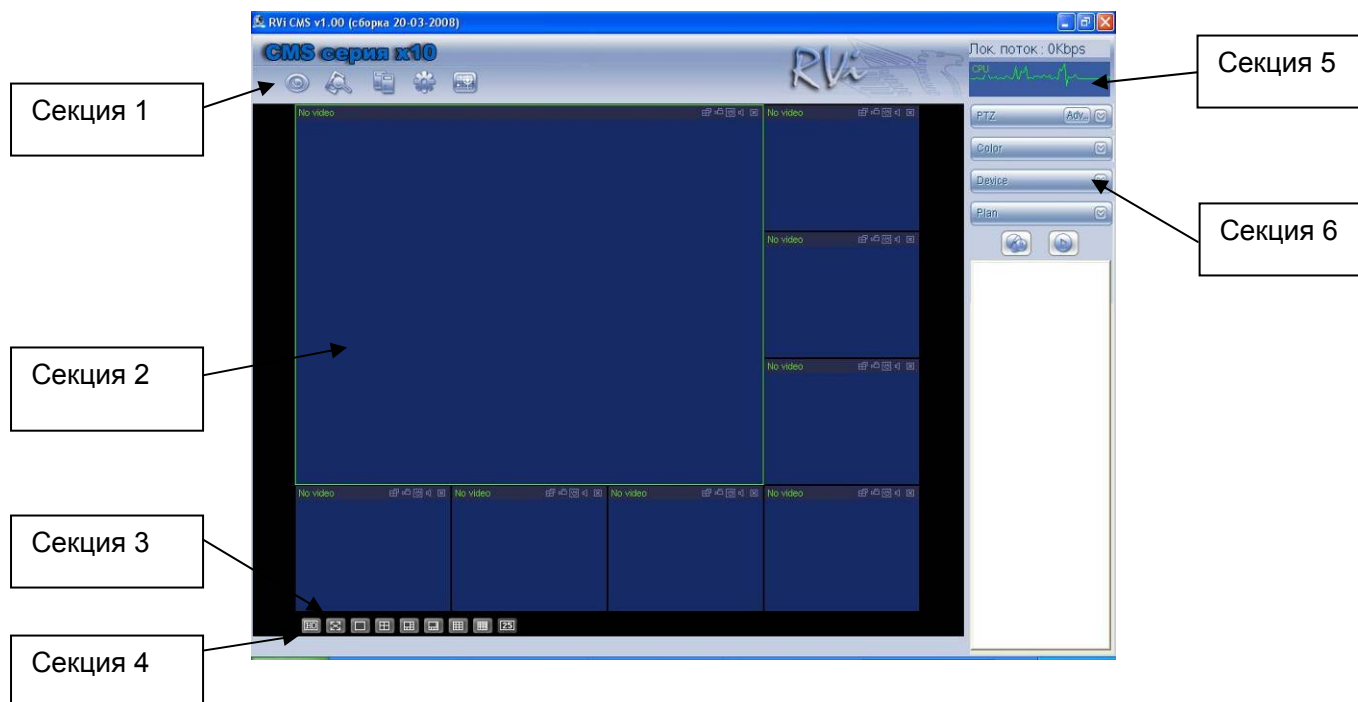 RVi CMS v1.00 (сборка 20-03-2008)
CMS серия x10
RVi
Лок. поток : 0Kbps
CPU
Секция 1
Секция 5
No video
No video
PTZ
Adv..
Color
Device
Plan
Секция 6
No video
Секция 2
No video
No video
No video
No video
No video
Секция 3
25
Секция 4